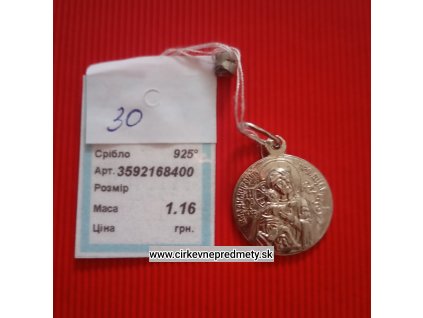 30
Срібло 925°
Арт. 3592168400
Розмір
Маса 1.16
Ціна грн.
www.cirkevnepredmety.sk